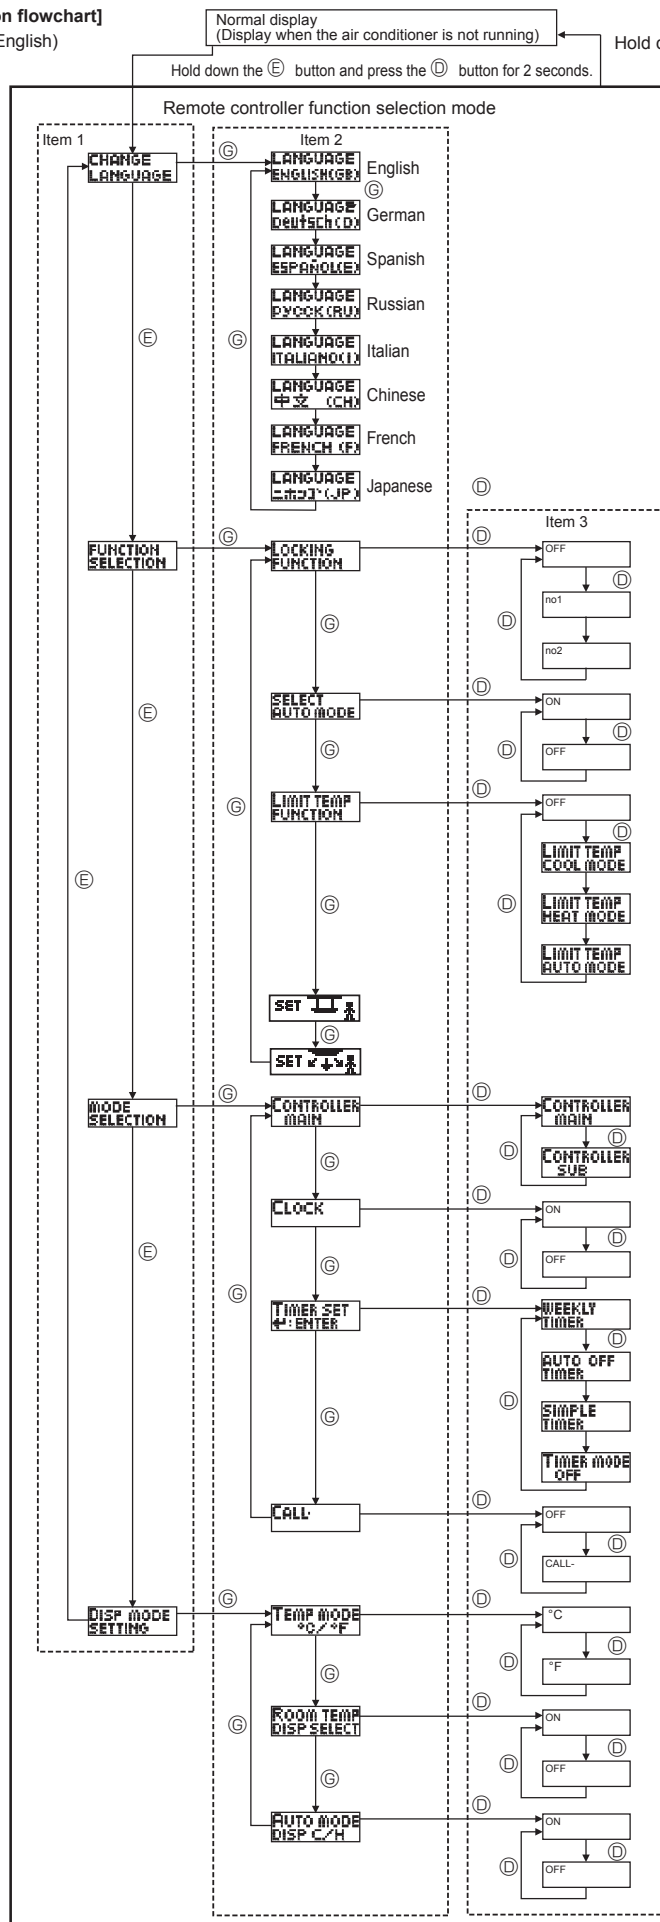 on flowchart]
English)
Normal display
(Display when the air conditioner is not running)
Hold d
Hold down the Ⓔ button and press the Ⓓ button for 2 seconds.
Remote controller function selection mode
Item 1
Item 2
CHANGE
LANGUAGE
Ⓖ
LANGUAGE
ENGLISH(GB)
English
Ⓖ
LANGUAGE
Deutsch(D)
German
LANGUAGE
ESPAÑOL(E)
Spanish
LANGUAGE
РУССК(RU)
Russian
Ⓔ
Ⓖ
LANGUAGE
ITALIANO(I)
Italian
LANGUAGE
中文 (CH)
Chinese
LANGUAGE
FRENCH (F)
French
LANGUAGE
ニホンゴ(JP)
Japanese
Ⓓ
Item 3
FUNCTION
SELECTION
Ⓖ
LOCKING
FUNCTION
Ⓓ
OFF
Ⓓ
no1
Ⓖ
Ⓓ
no2
Ⓔ
SELECT
AUTO MODE
Ⓓ
ON
Ⓓ
Ⓖ
Ⓓ
OFF
Ⓖ
LIMIT TEMP
FUNCTION
Ⓓ
OFF
Ⓓ
LIMIT TEMP
COOL MODE
Ⓔ
Ⓖ
Ⓓ
LIMIT TEMP
HEAT MODE
LIMIT TEMP
AUTO MODE
SET
Ⓖ
SET
MODE
SELECTION
Ⓖ
CONTROLLER
MAIN
Ⓓ
CONTROLLER
MAIN
Ⓓ
Ⓖ
Ⓓ
CONTROLLER
SUB
CLOCK
Ⓓ
ON
Ⓓ
Ⓔ
Ⓖ
Ⓓ
OFF
Ⓖ
TIMER SET
↵:ENTER
Ⓓ
WEEKLY
TIMER
Ⓓ
AUTO OFF
TIMER
Ⓖ
Ⓓ
SIMPLE
TIMER
TIMER MODE
OFF
CALL-
Ⓓ
OFF
Ⓓ
Ⓓ
CALL-
DISP MODE
SETTING
Ⓖ
TEMP MODE
°C/°F
Ⓓ
°C
Ⓓ
Ⓖ
Ⓓ
°F
Ⓖ
ROOM TEMP
DISP SELECT
Ⓓ
ON
Ⓓ
Ⓖ
Ⓓ
OFF
AUTO MODE
DISP C/H
Ⓓ
ON
Ⓓ
Ⓓ
OFF